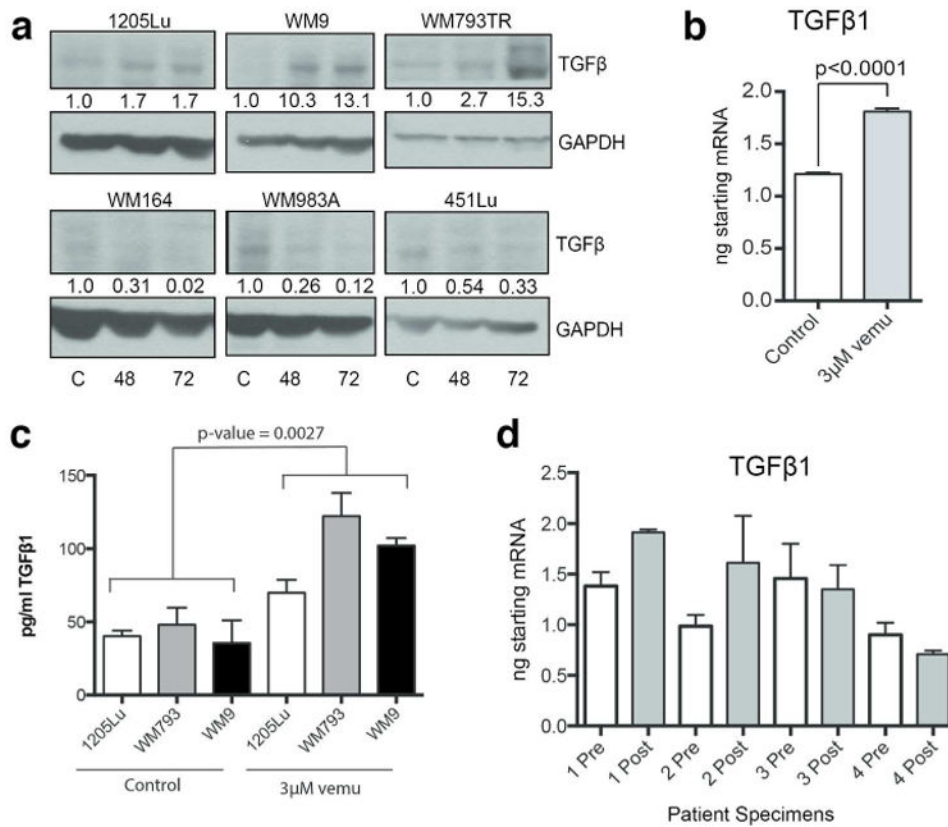 a
1205Lu WM9 WM793TR
TGFβ
1.0 1.7 1.7 1.0 10.3 13.1 1.0 2.7 15.3
GAPDH
WM164 WM983A 451Lu
TGFβ
1.0 0.31 0.02 1.0 0.26 0.12 1.0 0.54 0.33
GAPDH
C 48 72 C 48 72 C 48 72
b
TGFβ1
p<0.0001
ng starting mRNA
2.0
1.5
1.0
0.5
0.0
Control
3μM vemu
c
p-value = 0.0027
pg/ml TGFβ1
150
100
50
0
1205Lu WM793 WM9 1205Lu WM793 WM9
Control 3μM vemu
d
TGFβ1
ng starting mRNA
2.5
2.0
1.5
1.0
0.5
0.0
1 Pre 1 Post 2 Pre 2 Post 3 Pre 3 Post 4 Pre 4 Post
Patient Specimens